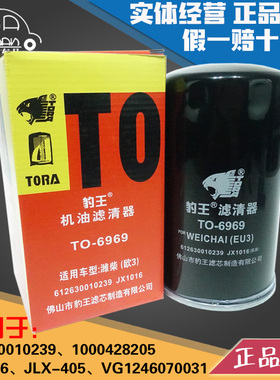 实体经营 正品
假一赔十
TO
TORA
豹王®
机油滤清器
TO-6969
适用车型:潍柴(欧3)
612630010239 JX1016
佛山市豹王滤芯制造有限公司
豹王® 滤清器
TO-6969
FOR WEICHAI (EU3)
612630010239 JX1016
佛山市豹王滤芯制造有限公司
正品
于:
0010239、1000428205
6、JLX-405、VG1246070031